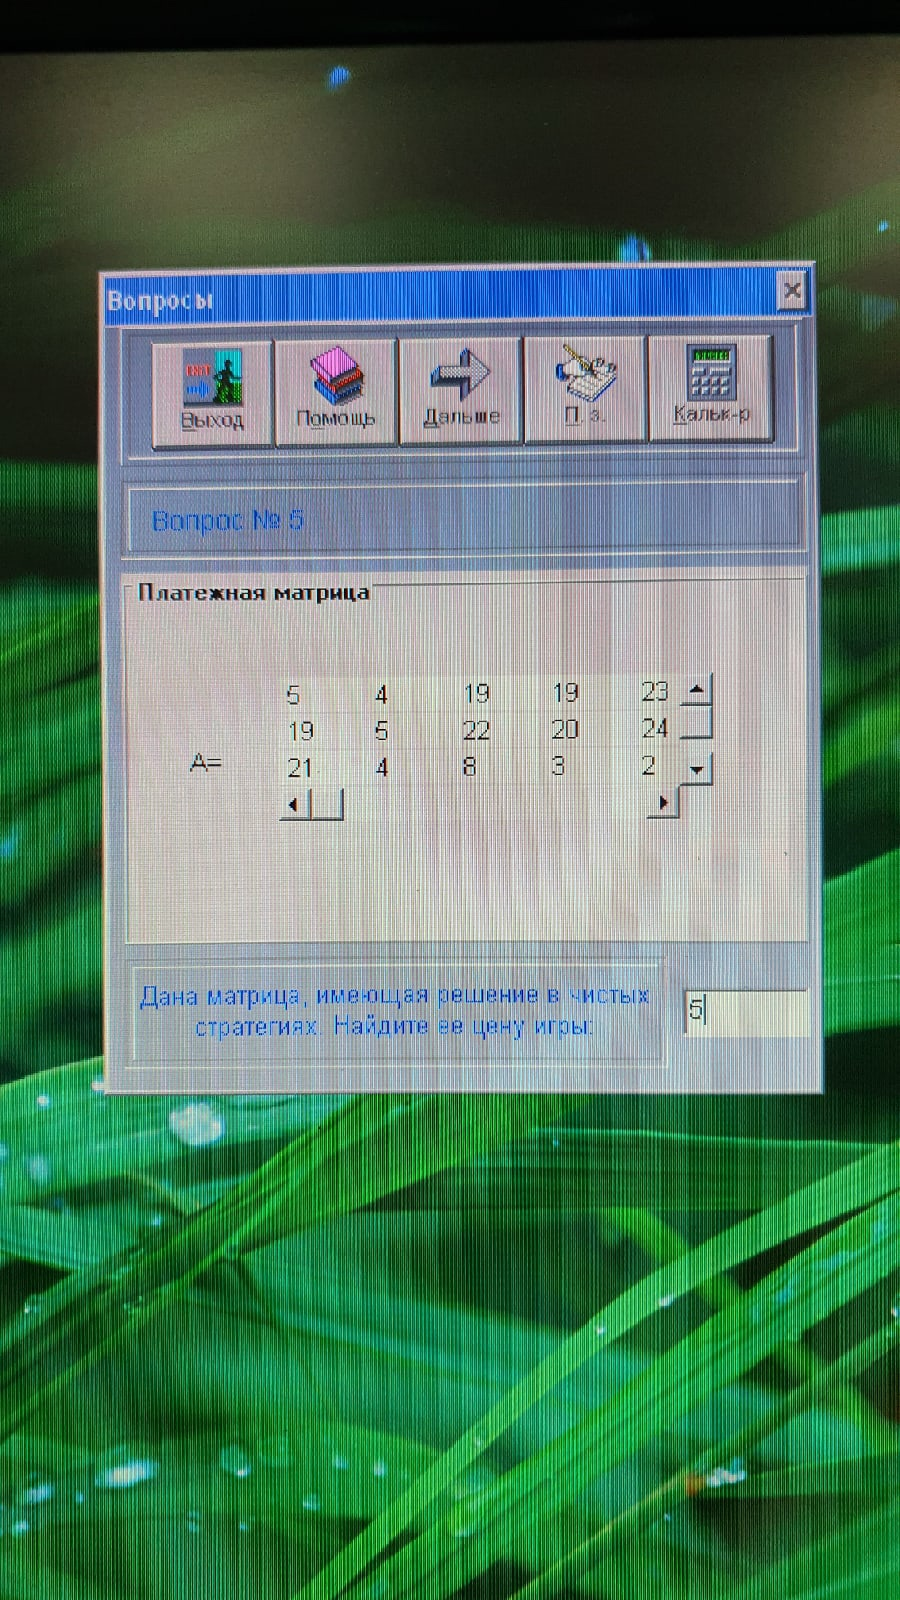 Вопросы
Выход Помощь Дальше П. з. Кальк-р
Вопрос № 5
Платежная матрица
5 4 19 19 23
19 5 22 20 24
A=
21 4 8 3 2
Дана матрица, имеющая решение в чистых
стратегиях. Найдите ее цену игры:
5